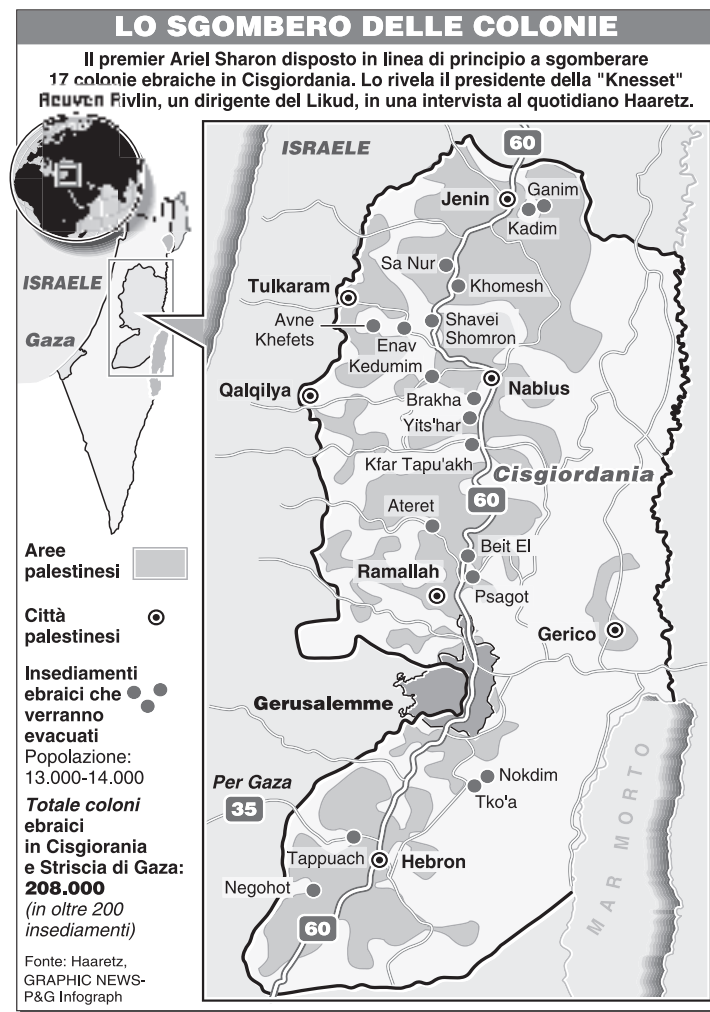 LO SGOMBERO DELLE COLONIE
Il premier Ariel Sharon disposto in linea di principio a sgomberare
17 colonie ebraiche in Cisgiordania. Lo rivela il presidente della "Knesset"
Reuven Rivlin, un dirigente del Likud, in una intervista al quotidiano Haaretz.
ISRAELE
60
Jenin
Ganim
Kadim
Sa Nur
Khomesh
ISRAELE
Tulkaram
Avne
Khefets
Shavei
Shomron
Enav
Gaza
Kedumim
Qalqilya
Nablus
Brakha
Yits'har
Kfar Tapu'akh
Cisgiordania
60
Ateret
Beit El
Ramallah
Psagot
Gerico
Gerusalemme
Aree
palestinesi
Città
palestinesi
Insediamenti
ebraici che
verranno
evacuati
Popolazione:
13.000-14.000
Totale coloni
ebraici
in Cisgiorania
e Striscia di Gaza:
208.000
(in oltre 200
insediamenti)
Fonte: Haaretz,
GRAPHIC NEWS-
P&G Infograph
Per Gaza
35
Nokdim
Tko'a
Tappuach
Hebron
Negohot
60
MAR MORTO